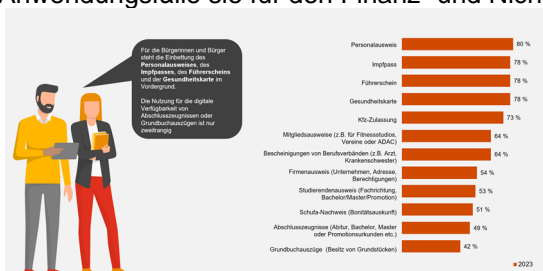 Anwendungsfälle sie für den Finanz- und Nich
Für die Bürgerinnen und Bürger
steht die Einbettung des
Personalausweises, des
Impfpasses, des Führerscheins
und der Gesundheitskarte im
Vordergrund.
Die Nutzung für die digitale
Verfügbarkeit von
Abschlusszeugnissen oder
Grundbuchauszügen ist nur
zweitrangig
Personalausweis 80 %
Impfpass 78 %
Führerschein 78 %
Gesundheitskarte 78 %
Kfz-Zulassung 73 %
Mitgliedsausweise (z.B. für Fitnessstudios,
Vereine oder ADAC) 64 %
Bescheinigungen von Berufsverbänden (z.B. Arzt,
Krankenschwester) 64 %
Firmenausweis (Unternehmen, Adresse,
Berechtigungen) 54 %
Studierendenausweis (Fachrichtung,
Bachelor/Master/Promotion) 53 %
Schufa-Nachweis (Bonitätsauskunft) 51 %
Abschlusszeugnisse (Abitur, Bachelor, Master
oder Promotionsurkunden etc.) 49 %
Grundbuchauszüge (Besitz von Grundstücken) 42 %
2023